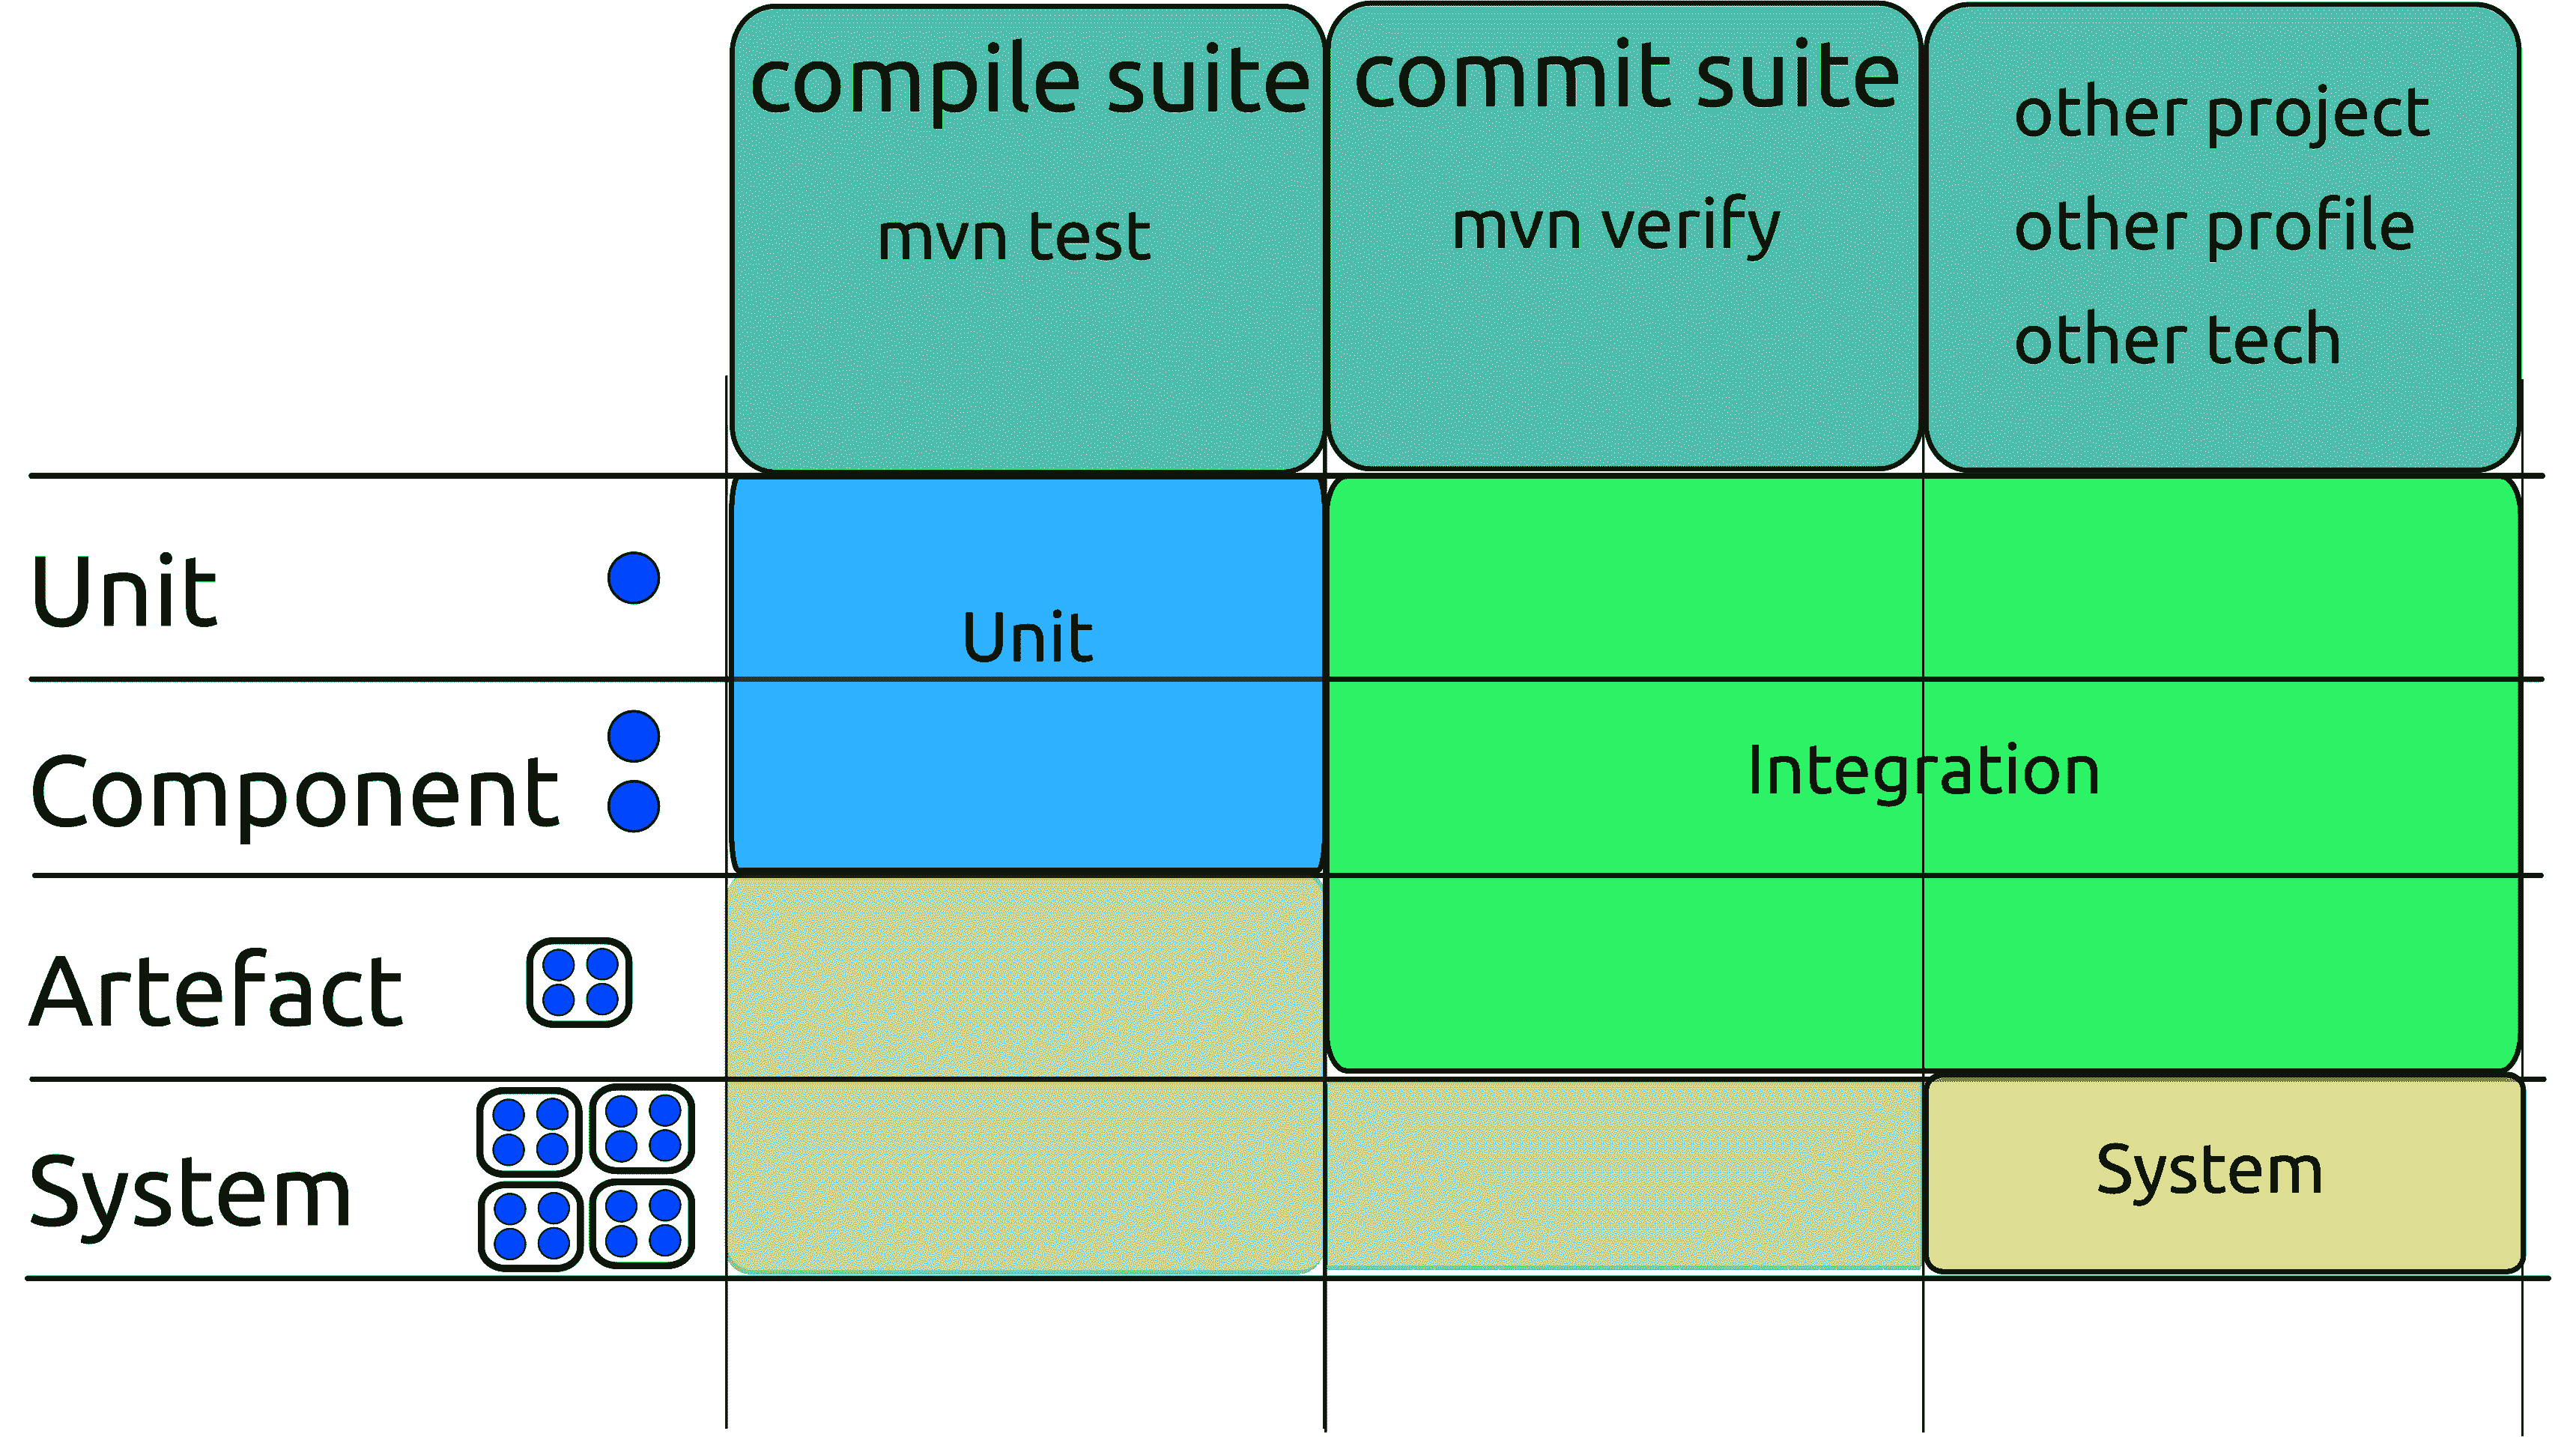 compile suite
commit suite
other project
mvn test
mvn verify
other profile
other tech
Unit
Unit
Component
Integration
Artefact
System
System